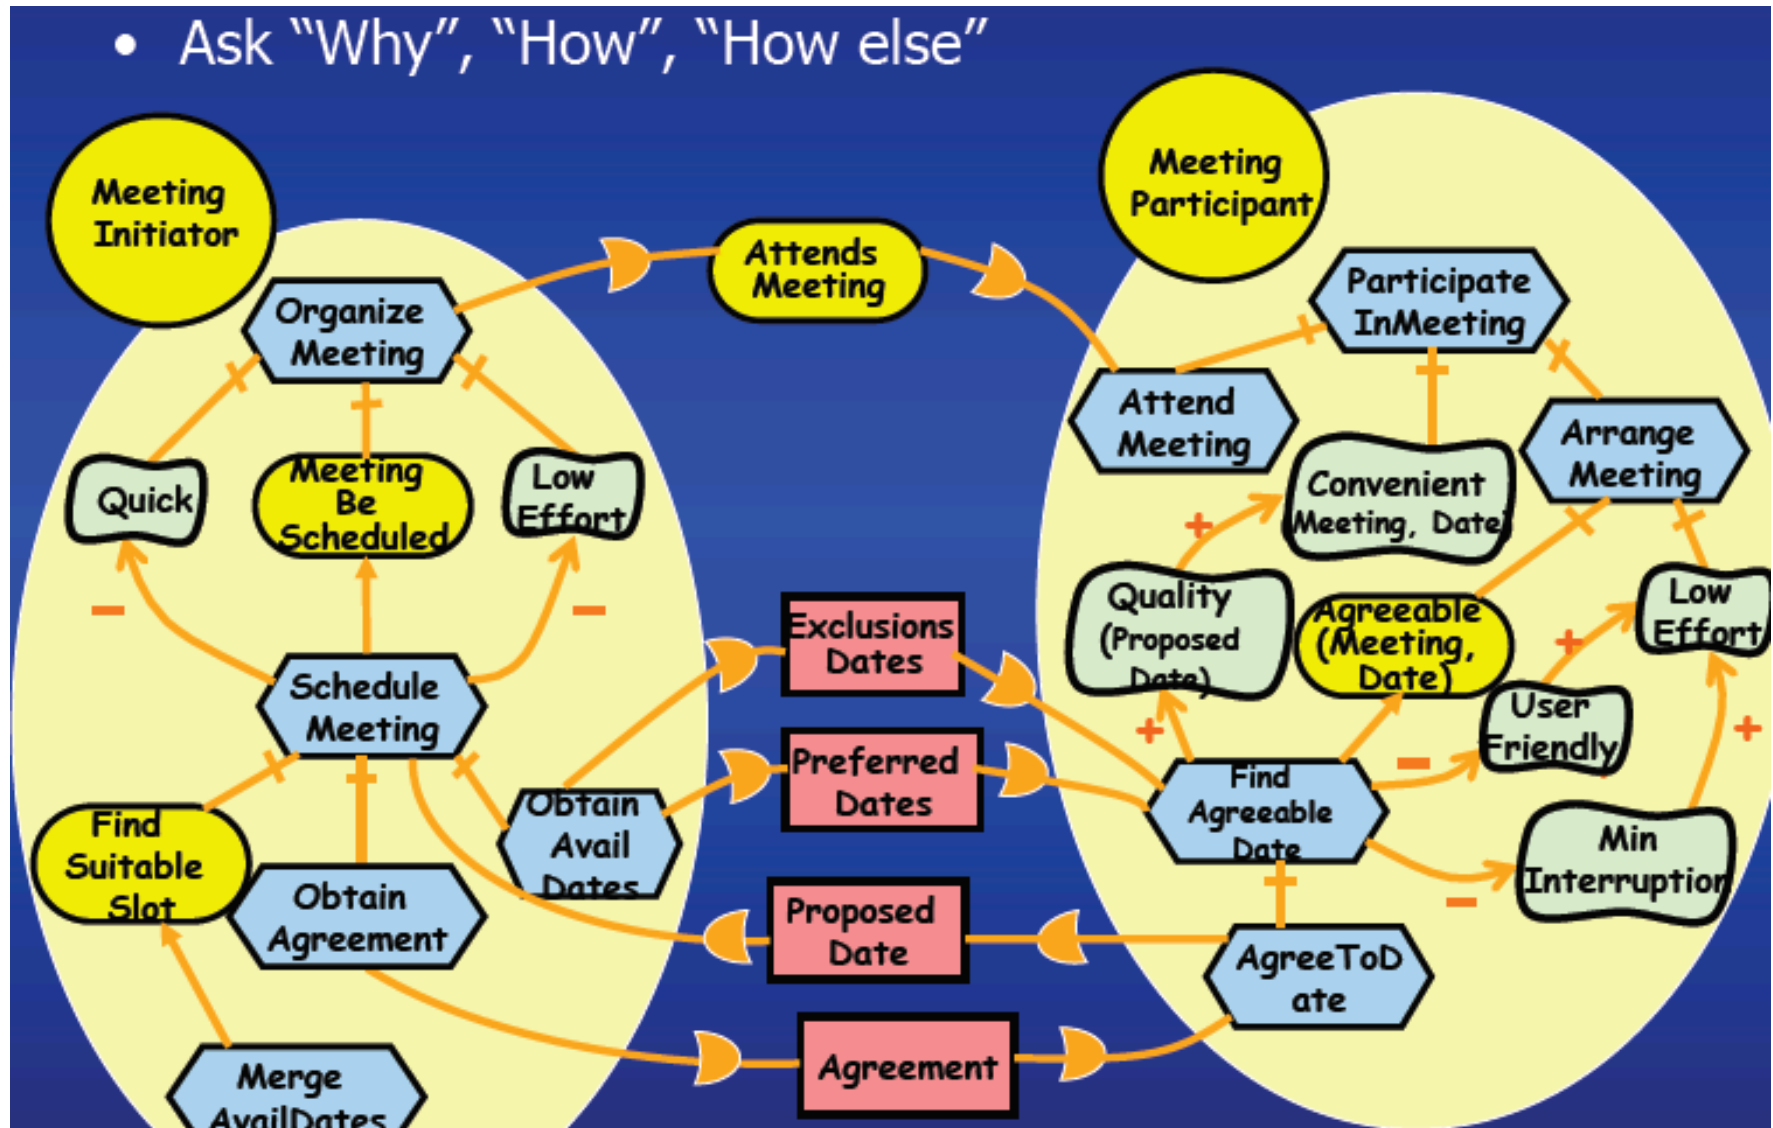 • Ask “Why”, “How”, “How else”
Meeting
Initiator
Meeting
Participant
Attends
Meeting
Organize
Meeting
Participate
InMeeting
Attend
Meeting
Arrange
Meeting
Quick
Meeting
Be
Scheduled
Low
Effort
Convenient
(Meeting, Date)
Quality
(Proposed
Date)
Agreeable
(Meeting,
Date)
Low
Effort
Exclusions
Dates
Schedule
Meeting
User
Friendly
Preferred
Dates
Find
Agreeable
Date
Find
Suitable
Slot
Obtain
Avail
Dates
Min
Interruption
Obtain
Agreement
Proposed
Date
AgreeToD
ate
Agreement
Merge
AvailDates